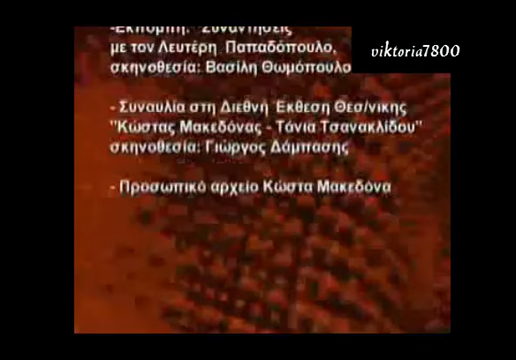 -Εκπομπή: "Συναντήσεις
με τον Λευτέρη Παπαδόπουλο,
σκηνοθεσία: Βασίλη Θωμόπουλο
viktoria7800
- Συναυλία στη Διεθνή Έκθεση Θεσ/νικης
"Κώστας Μακεδόνας - Τάνια Τσανακλίδου"
σκηνοθεσία: Γιώργος Δάμπασης
- Προσωπικό αρχείο Κώστα Μακεδόνα